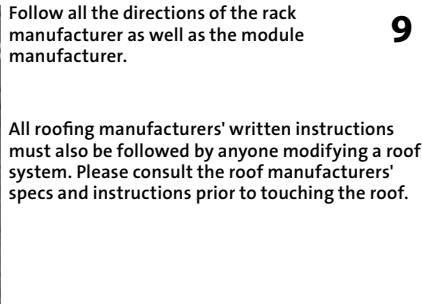 Follow all the directions of the rack
manufacturer as well as the module
manufacturer.
9
All roofing manufacturers' written instructions
must also be followed by anyone modifying a roof
system. Please consult the roof manufacturers'
specs and instructions prior to touching the roof.